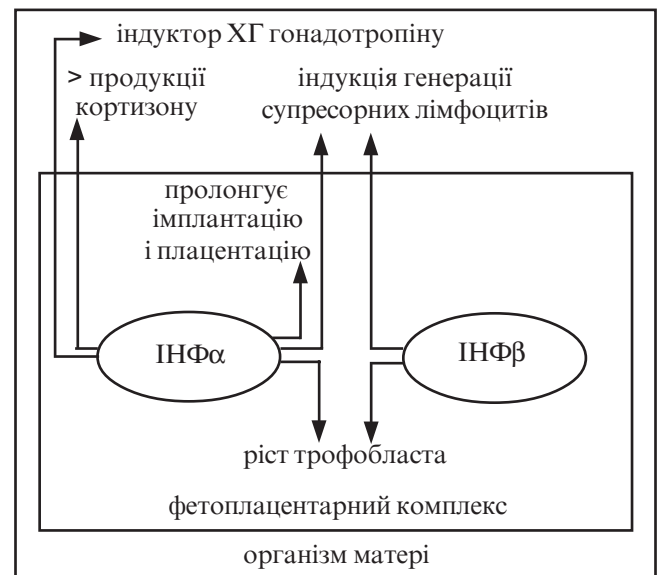 індуктор ХГ гонадотропіну
> продукції
кортизону
індукція генерації
супресорних лімфоцитів
пролонгує
імплантацію
і плацентацію
ІНФα
ІНФβ
ріст трофобласта
фетоплацентарний комплекс
організм матері